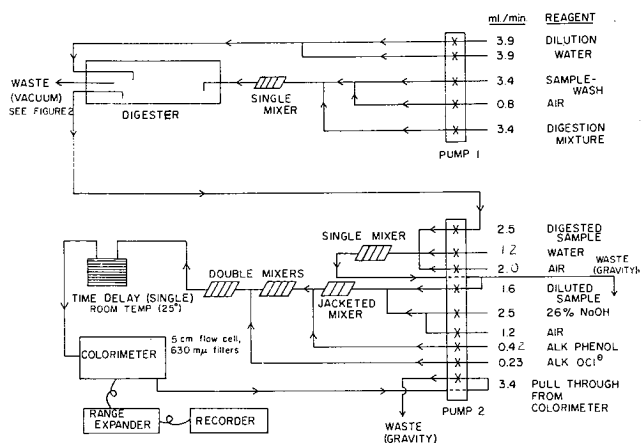 ml./min. REAGENT
3.9 DILUTION
3.9 WATER
3.4 SAMPLE-
WASH
0.8 AIR
3.4 DIGESTION
MIXTURE
PUMP 1
WASTE
(VACUUM)
SEE FIGURE 2
DIGESTER
SINGLE
MIXER
2.5 DIGESTED
SAMPLE
1.2 WATER
2.0 AIR
WASTE
(GRAVITY)
1.6 DILUTED
SAMPLE
2.5 26% NaOH
1.2 AIR
0.42 ALK PHENOL
0.23 ALK OCl⊖
3.4 PULL THROUGH
FROM
COLORIMETER
PUMP 2
SINGLE MIXER
DOUBLE MIXERS
JACKETED
MIXER
TIME DELAY (SINGLE)
ROOM TEMP (25°)
5 cm flow cell,
630 mμ filters
COLORIMETER
RANGE
EXPANDER
RECORDER
WASTE
(GRAVITY)